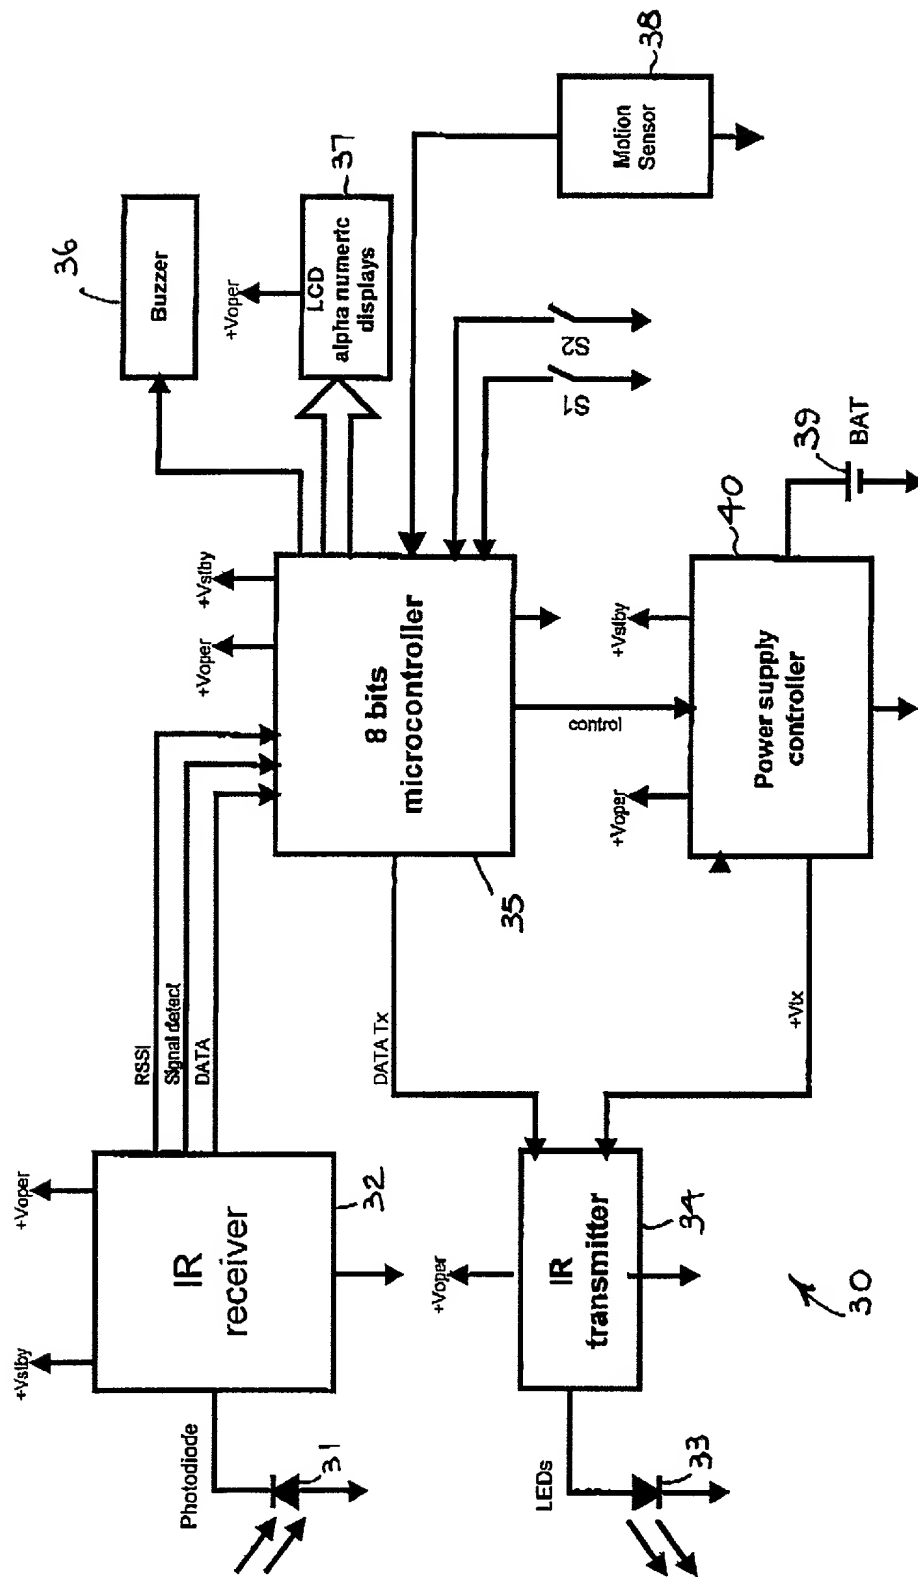 +Vstby
+Voper
Photodiode
31
IR
receiver
32
RSSI
Signal detect
DATA
+Voper
+Vstby
8 bits
microcontroller
35
36
Buzzer
37
+Voper
LCD
alpha numeric
displays
38
Motion
Sensor
S1
S2
LEDs
33
+Voper
IR
transmitter
34
DATA Tx
+Vtx
control
+Voper
+Vstby
Power supply
controller
40
39
BAT
30